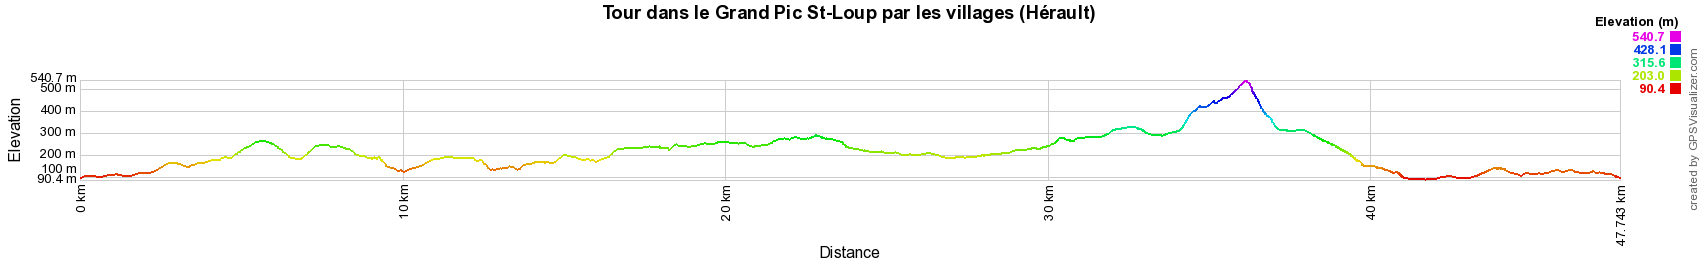 Tour dans le Grand Pic St-Loup par les villages (Hérault)
Elevation (m)
540.7
428.1
315.6
203.0
90.4
created by GPSVisualizer.com
Elevation
540.7 m
500 m
400 m
300 m
200 m
100 m
90.4 m
0 km
10 km
20 km
30 km
40 km
47.743 km
Distance